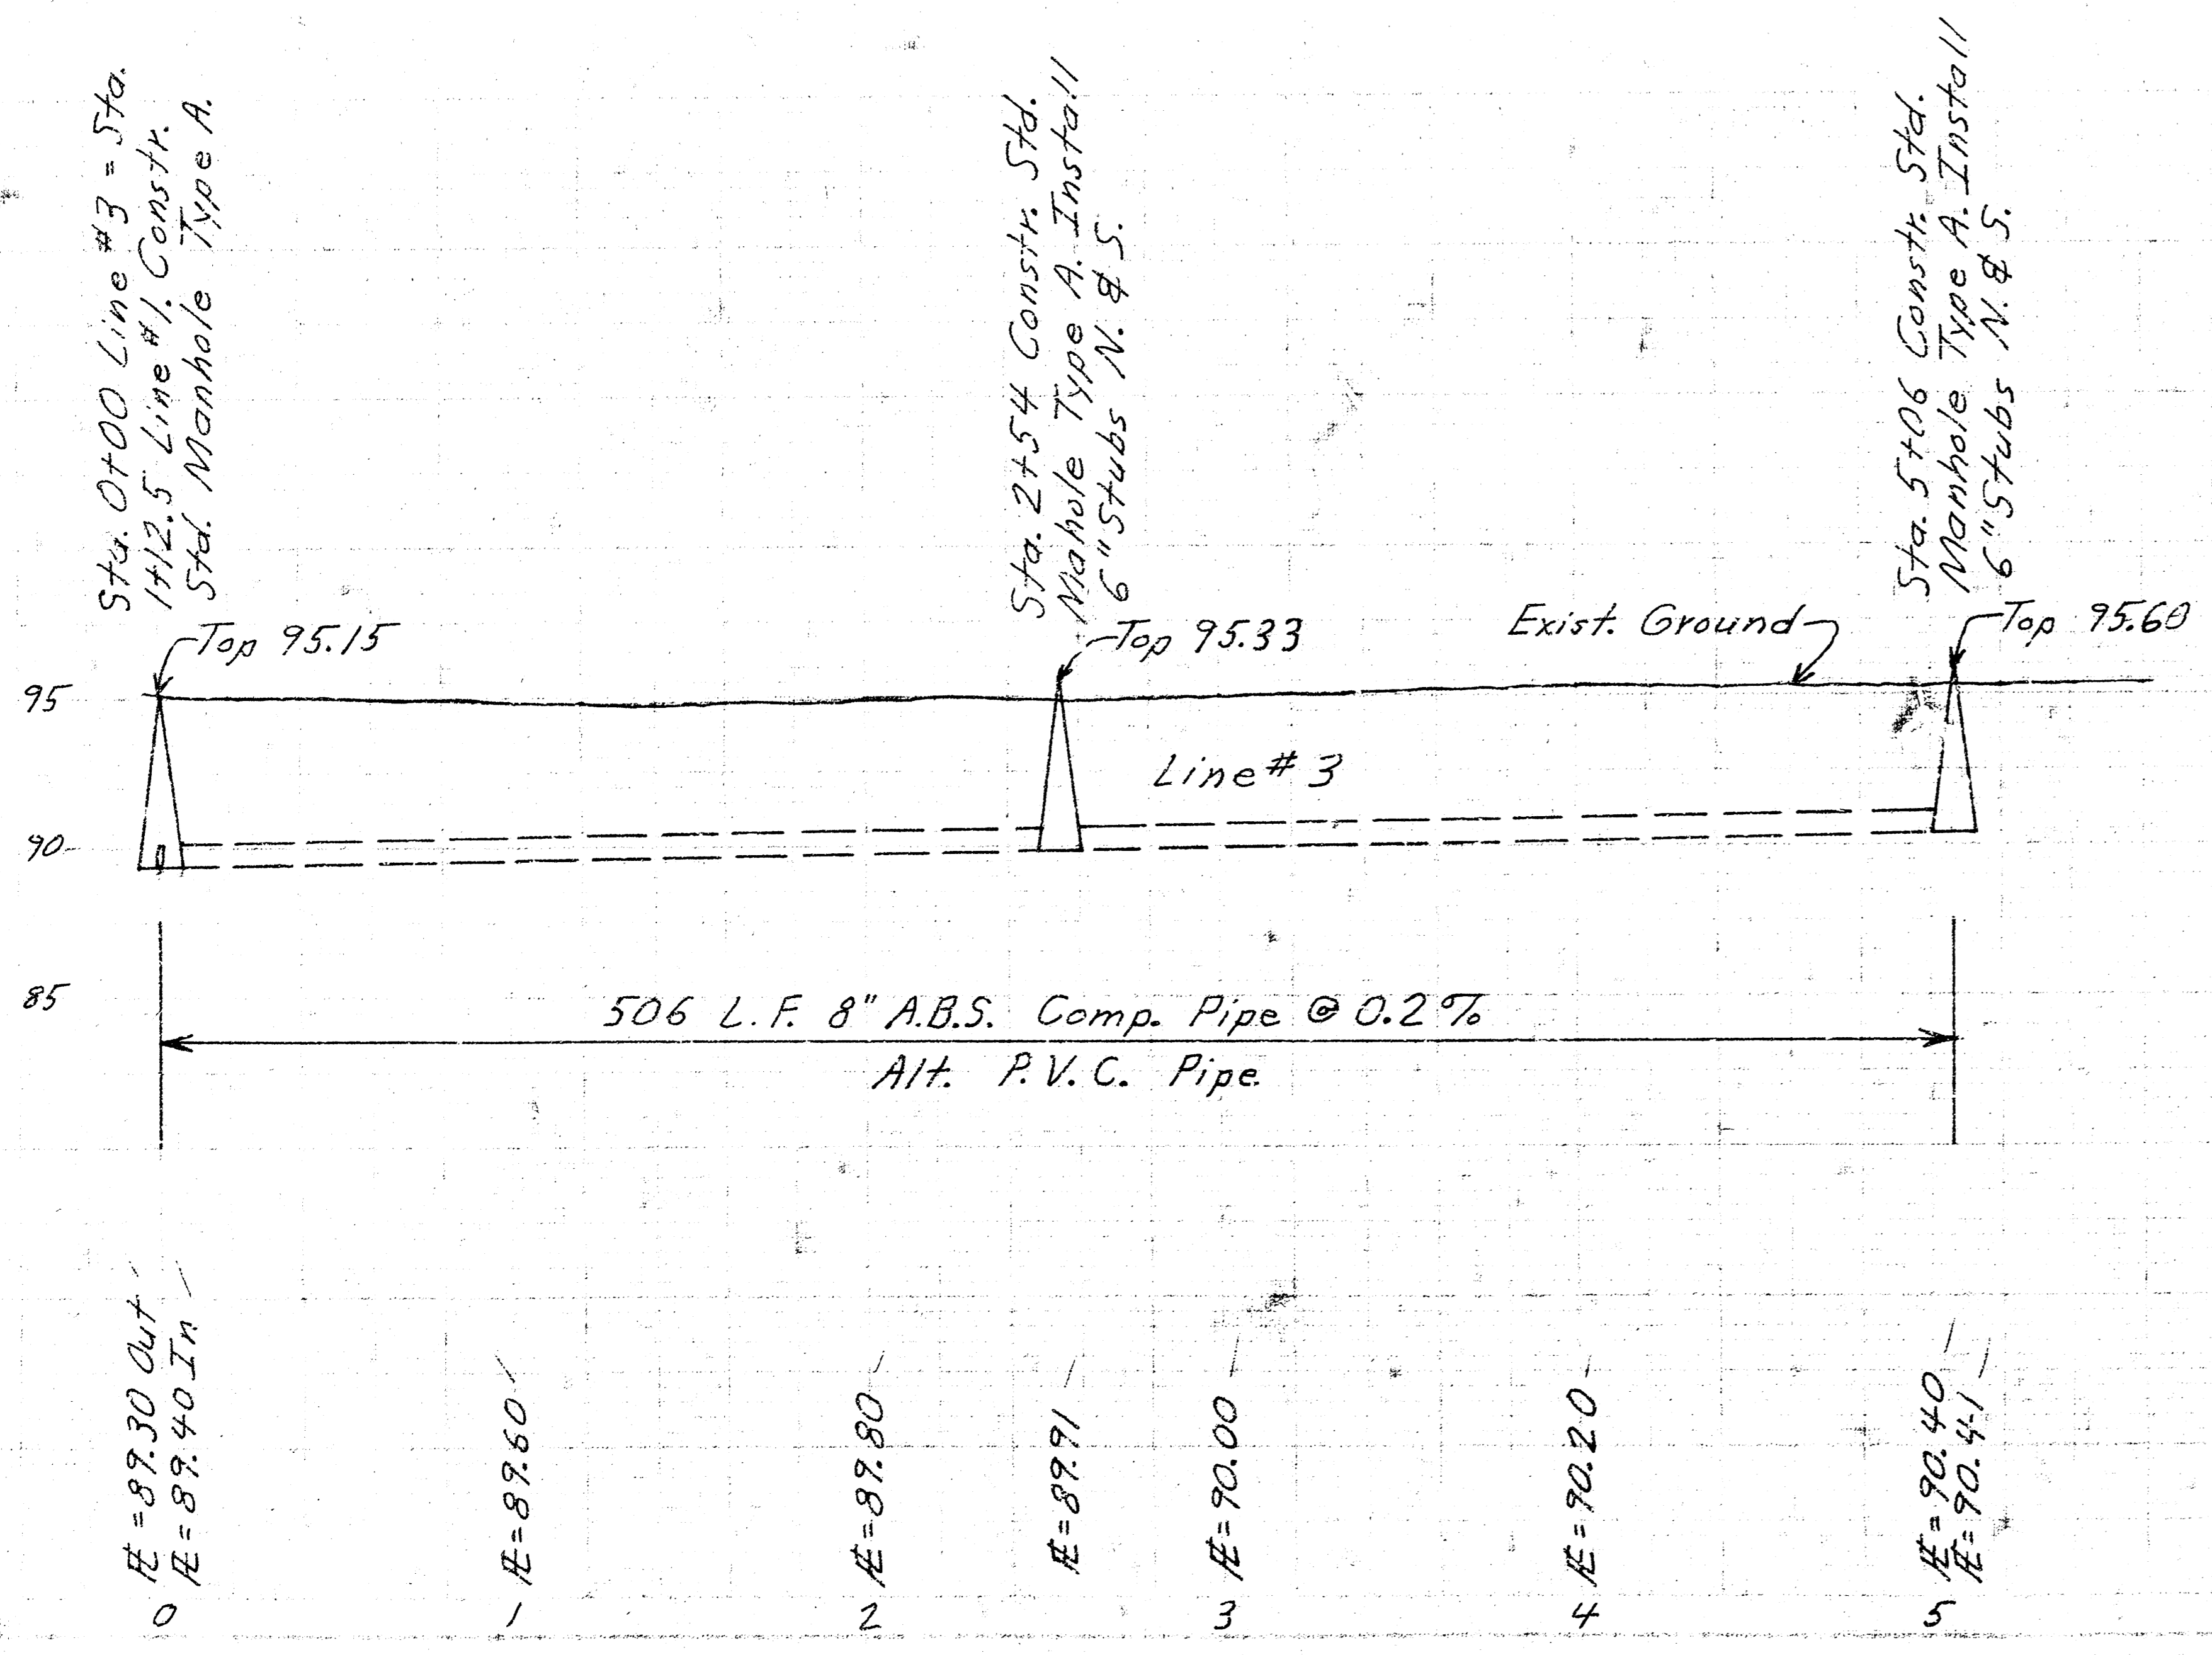 Sta. 0+00 Line #3 = Sta.
1+12.5 Line #1. Constr.
Std. Manhole Type A.
Sta. 2+54 Constr. Std.
Manhole Type A. Install
6" Stubs N. & S.
Sta. 5+06 Constr. Std.
Manhole Type A. Install
6" Stubs N. & S.
Top 95.15
Top 95.33
Exist. Ground
Top 95.60
95
Line # 3
90
85
506 L.F. 8" A.B.S. Comp. Pipe @ 0.2%
Alt. P.V.C. Pipe
FL = 89.30 Out
FL = 89.40 In
FL = 89.60
FL = 89.80
FL = 89.91
FL = 90.00
FL = 90.20
FL = 90.40
FL = 90.41
0
1
2
3
4
5